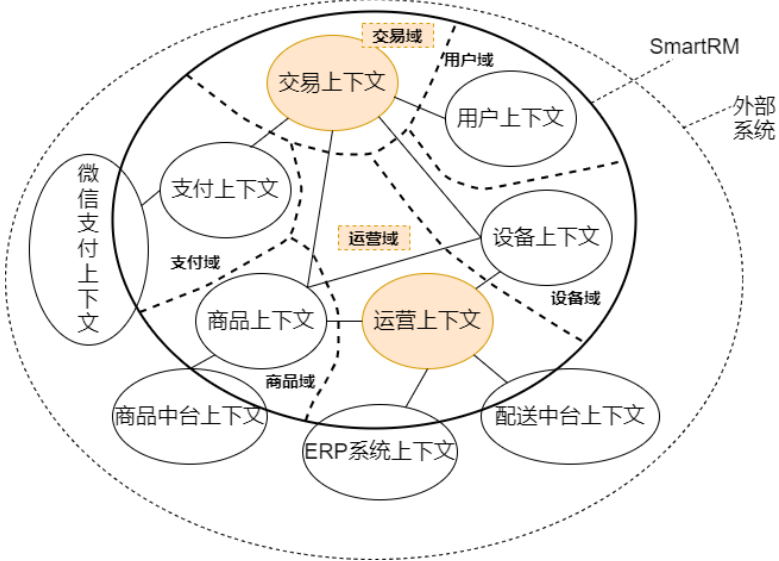 交易域
SmartRM
用户域
交易上下文
外部
系统
用户上下文
微
信
支
付
上
下
文
支付上下文
运营域
设备上下文
支付域
设备域
商品上下文
运营上下文
商品域
商品中台上下文
配送中台上下文
ERP系统上下文